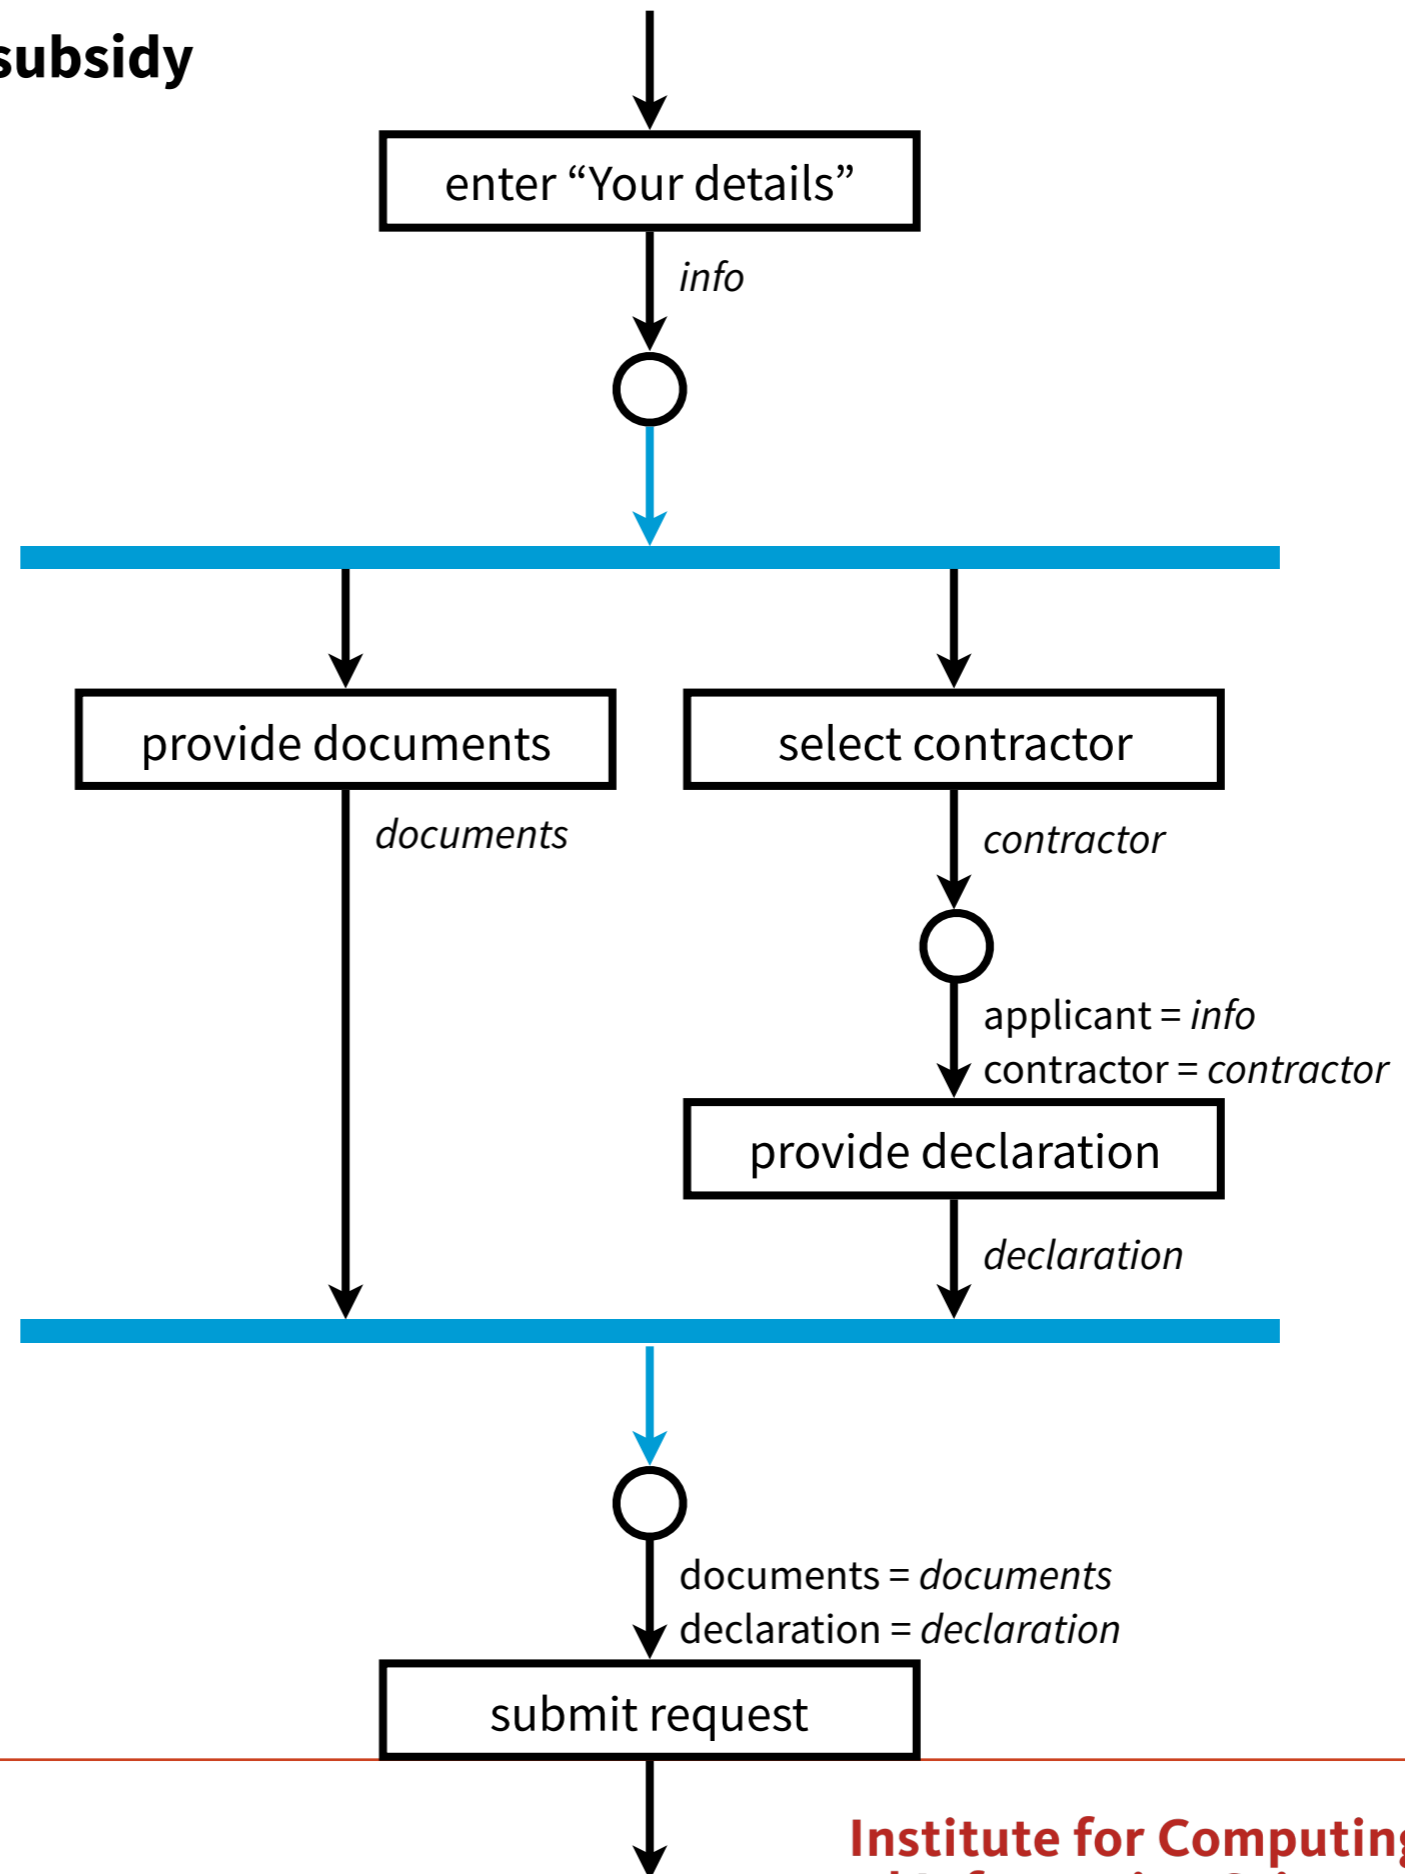 subsidy
enter “Your details”
info
provide documents
select contractor
documents
contractor
applicant = info
contractor = contractor
provide declaration
declaration
documents = documents
declaration = declaration
submit request
Institute for Computing